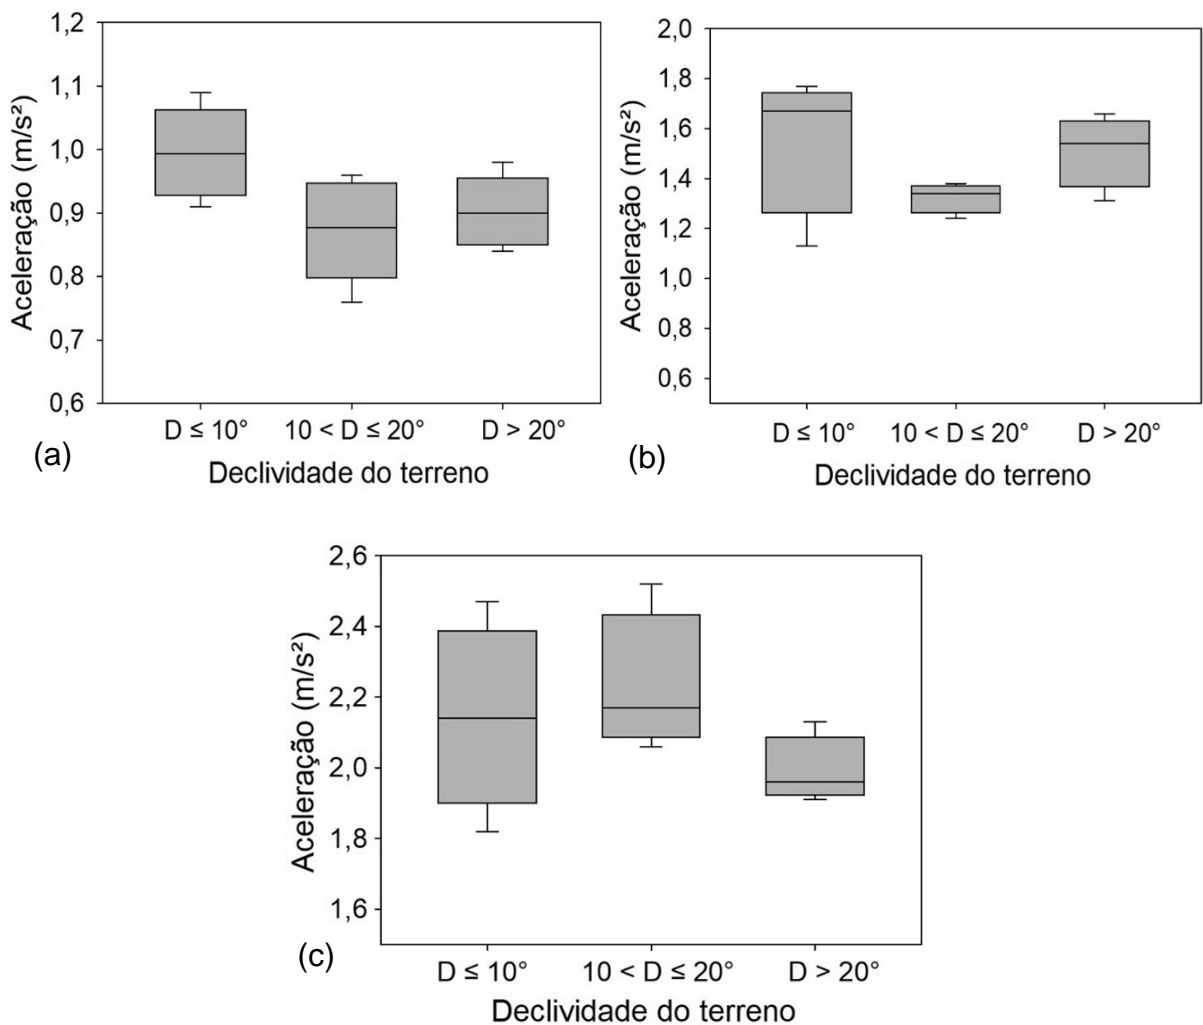 Aceleração (m/s²)
1,2
1,1
1,0
0,9
0,8
0,7
0,6
D ≤ 10° 10 < D ≤ 20° D > 20°
(a)
Declividade do terreno
Aceleração (m/s²)
2,0
1,8
1,6
1,4
1,2
1,0
0,8
0,6
D ≤ 10° 10 < D ≤ 20° D > 20°
(b)
Declividade do terreno
Aceleração (m/s²)
2,6
2,4
2,2
2,0
1,8
1,6
(c)
D ≤ 10° 10 < D ≤ 20° D > 20°
Declividade do terreno